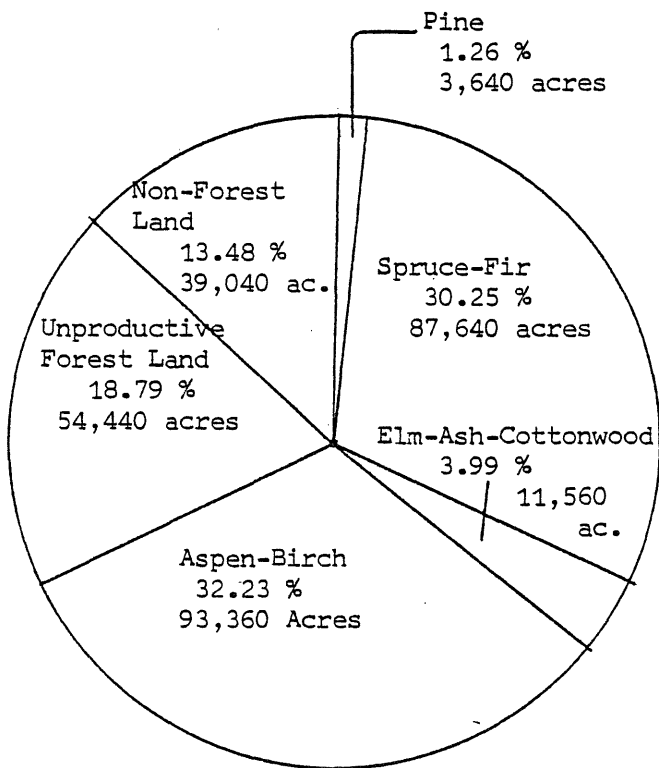 Pine
1.26 %
3,640 acres
Non-Forest
Land
13.48 %
39,040 ac.
Spruce-Fir
30.25 %
87,640 acres
Unproductive
Forest Land
18.79 %
54,440 acres
Elm-Ash-Cottonwood
3.99 %
11,560
ac.
Aspen-Birch
32.23 %
93,360 Acres